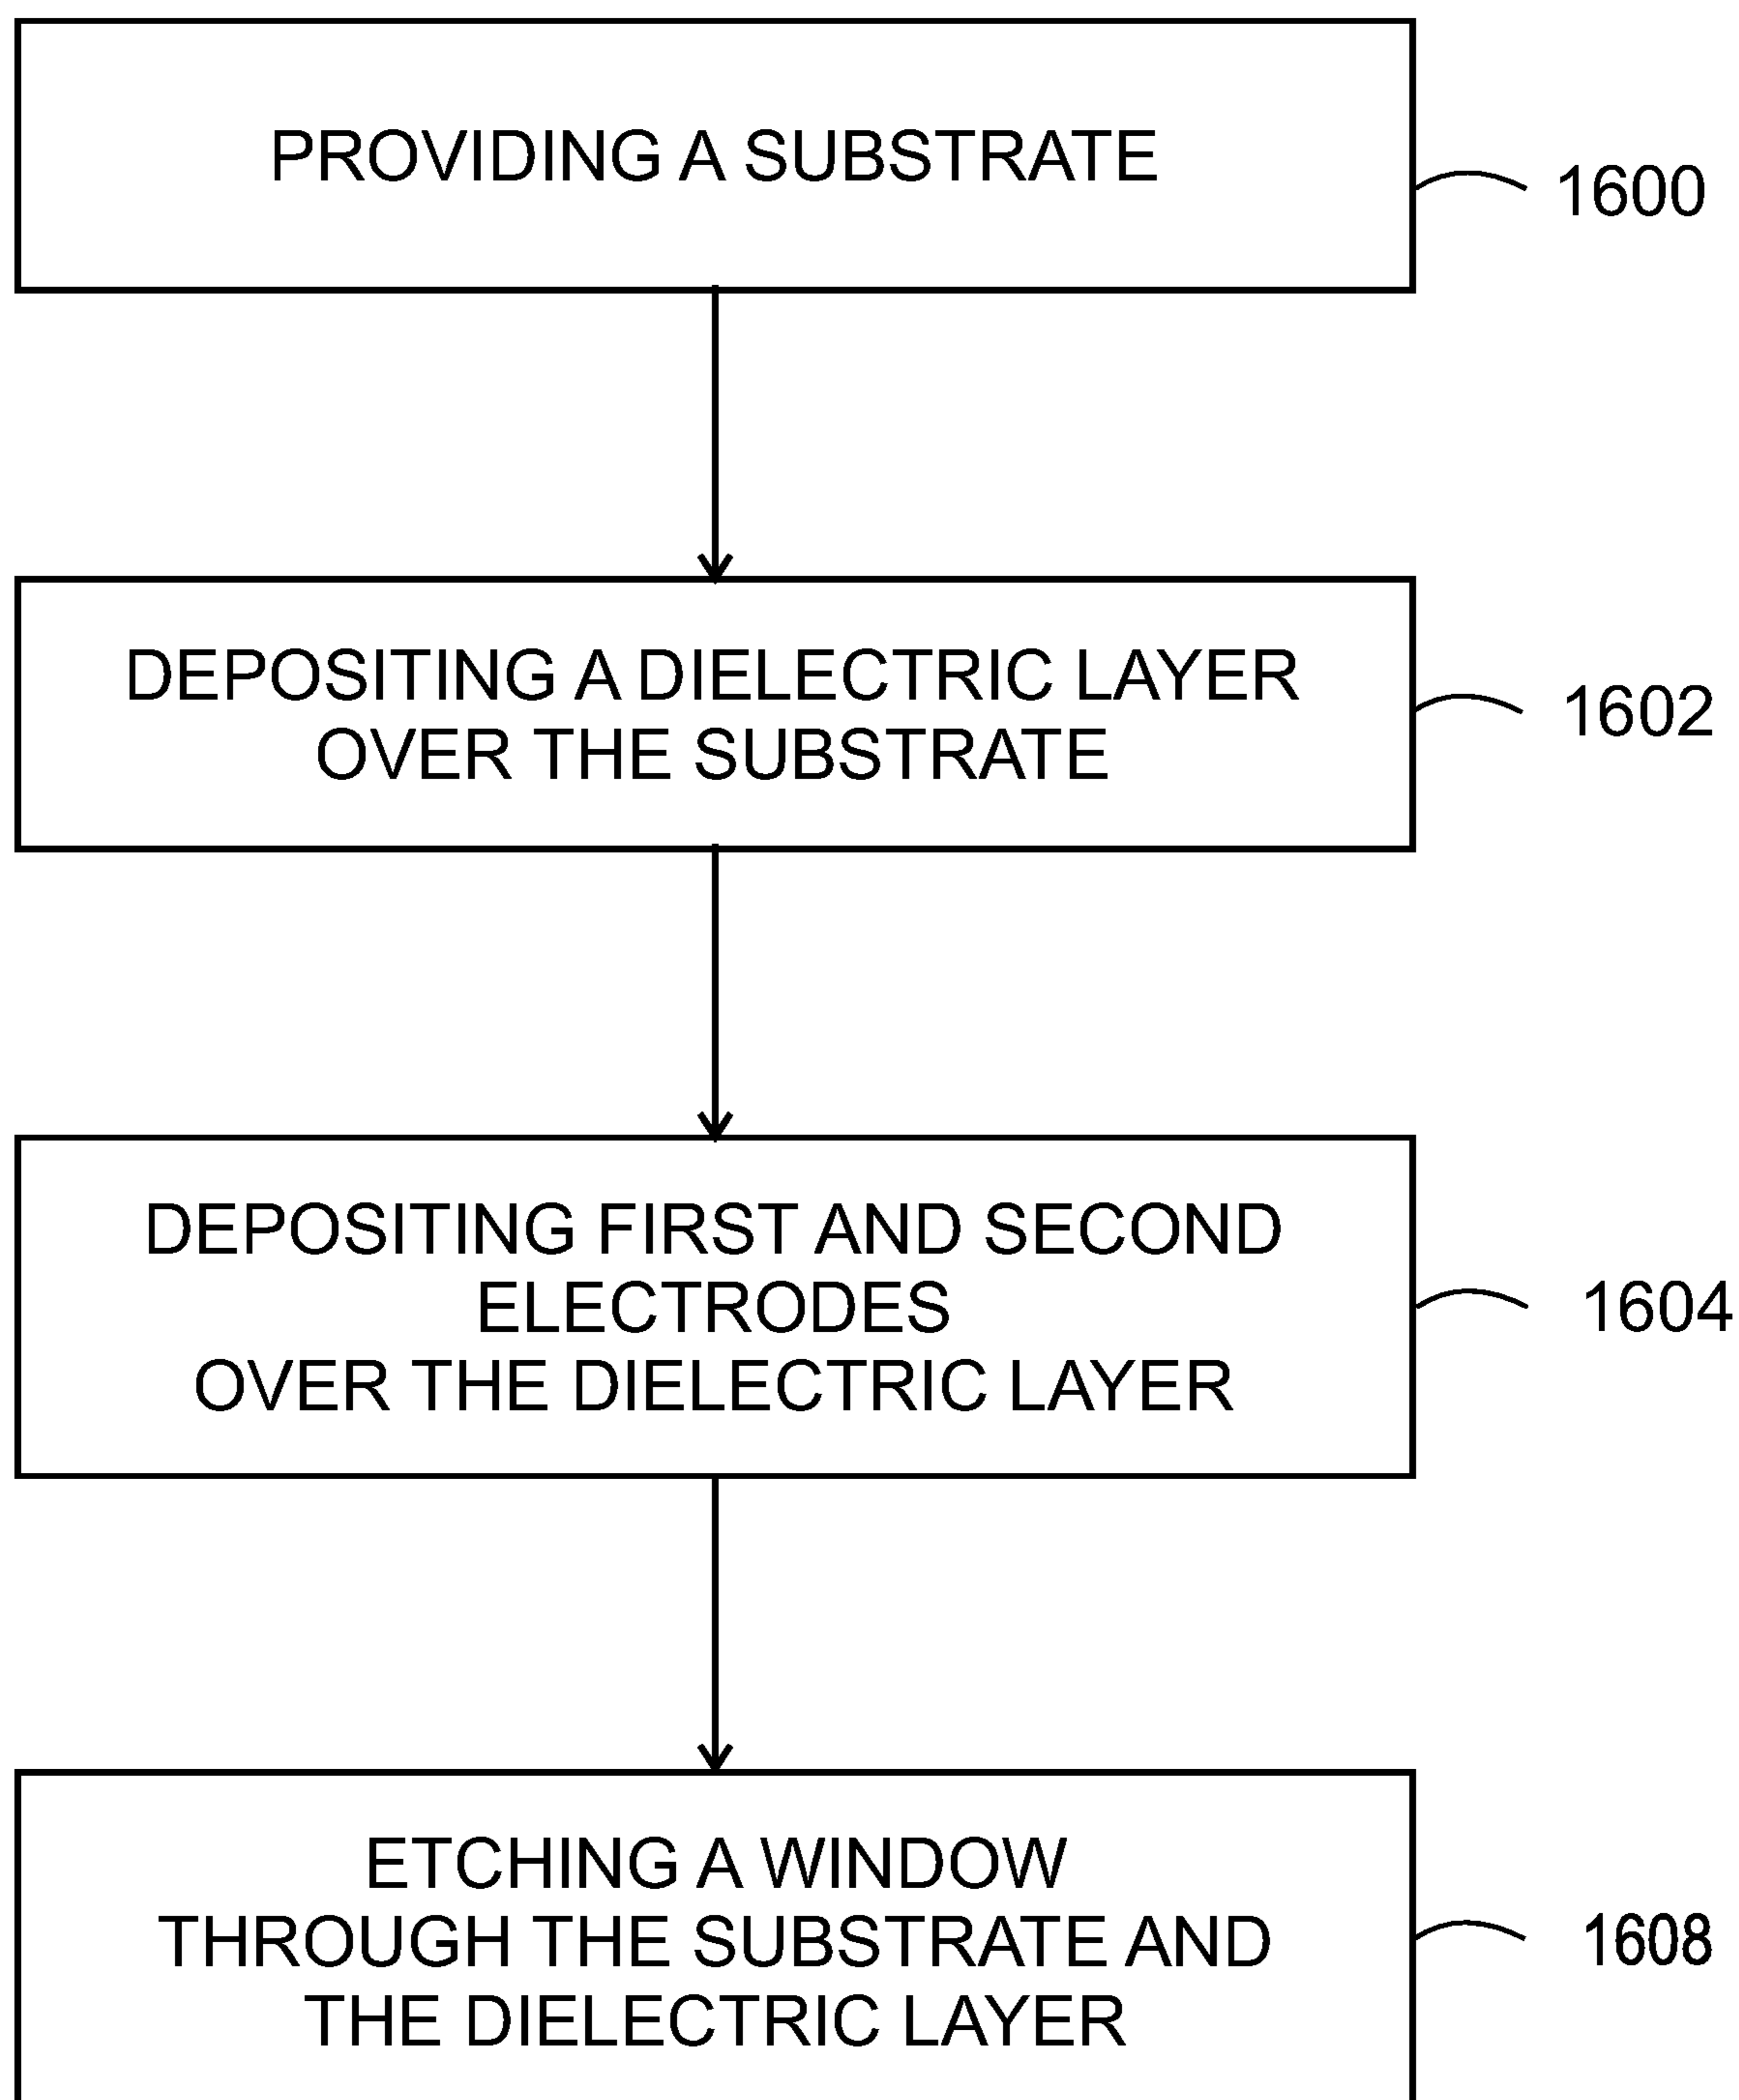 PROVIDING A SUBSTRATE
1600
DEPOSITING A DIELECTRIC LAYER
OVER THE SUBSTRATE
1602
DEPOSITING FIRST AND SECOND
ELECTRODES
OVER THE DIELECTRIC LAYER
1604
ETCHING A WINDOW
THROUGH THE SUBSTRATE AND
THE DIELECTRIC LAYER
1608